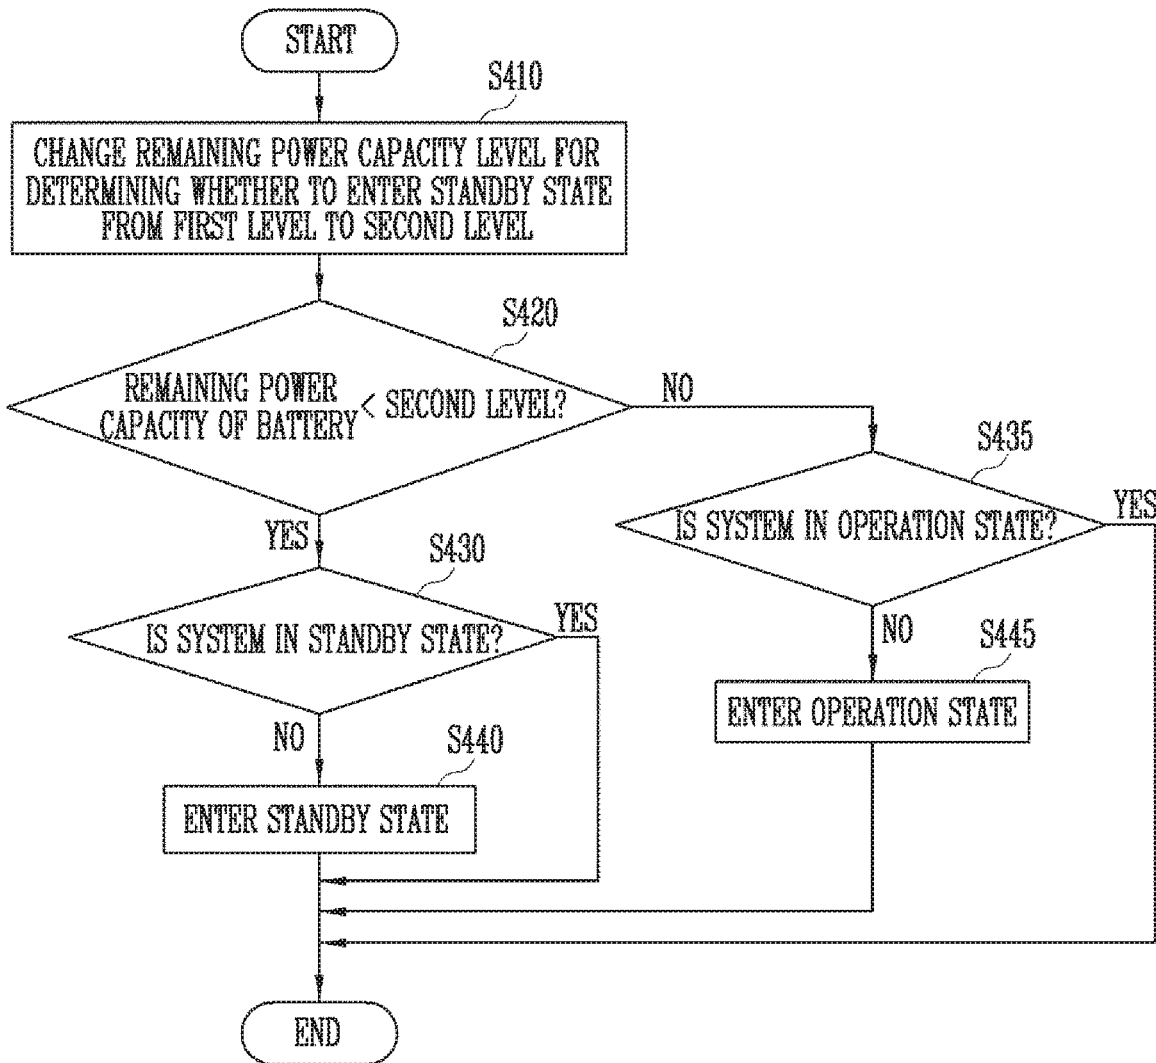 START
S410
CHANGE REMAINING POWER CAPACITY LEVEL FOR
DETERMINING WHETHER TO ENTER STANDBY STATE
FROM FIRST LEVEL TO SECOND LEVEL
S420
REMAINING POWER
CAPACITY OF BATTERY < SECOND LEVEL?
NO
YES
S435
IS SYSTEM IN OPERATION STATE?
YES
S430
IS SYSTEM IN STANDBY STATE?
YES
NO
S445
ENTER OPERATION STATE
NO
S440
ENTER STANDBY STATE
END